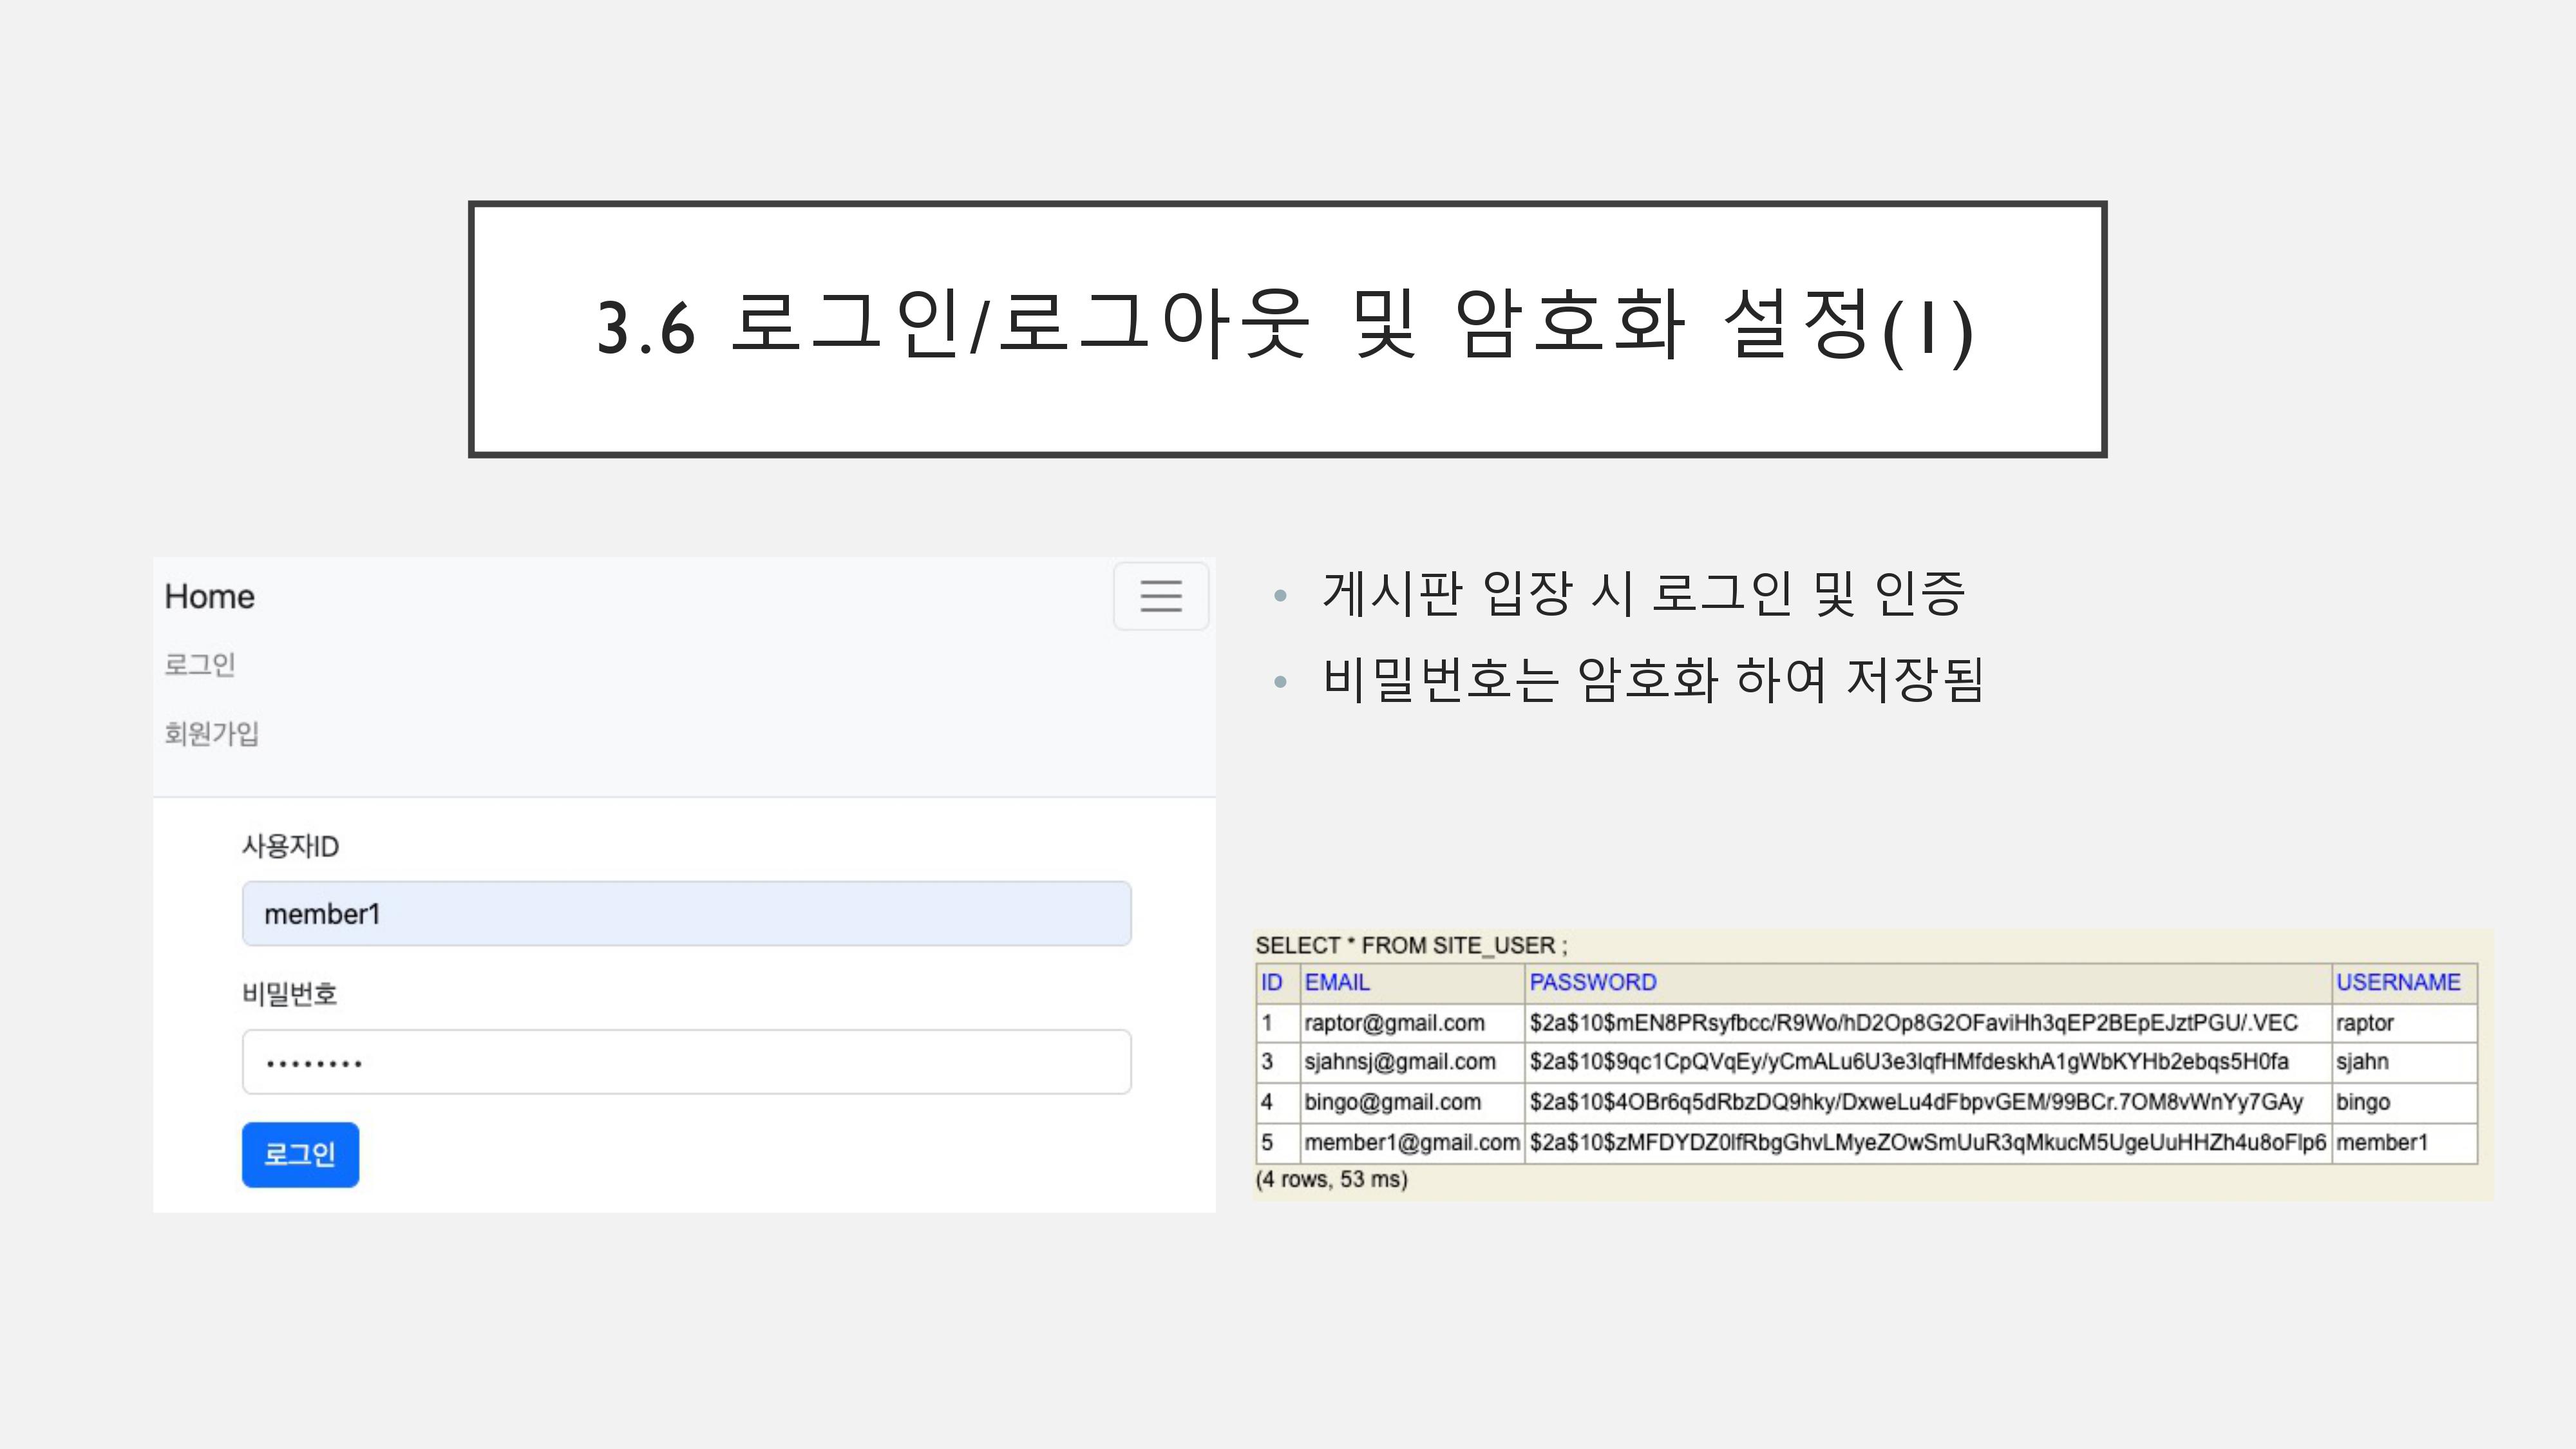 3.6 로그인/로그아웃 및 암호화 설정(1)
Home
로그인
회원가입
사용자ID
member1
비밀번호
로그인
• 게시판 입장 시 로그인 및 인증
• 비밀번호는 암호화 하여 저장됨
SELECT * FROM SITE_USER ;
ID EMAIL PASSWORD USERNAME
1 raptor@gmail.com $2a$10$mEN8PRsyfbcc/R9Wo/hD2Op8G2OFaviHh3qEP2BEpEJztPGU/.VEC raptor
3 sjahnsj@gmail.com $2a$10$9qc1CpQVqEy/yCmALu6U3e3lqfHMfdeskhA1gWbKYHb2ebqs5H0fa sjahn
4 bingo@gmail.com $2a$10$4OBr6q5dRbzDQ9hky/DxweLu4dFbpvGEM/99BCr.7OM8vWnYy7GAy bingo
5 member1@gmail.com $2a$10$zMFDYDZ0lfRbgGhvLMyeZOwSmUuR3qMkucM5UgeUuHHZh4u8oFlp6 member1
(4 rows, 53 ms)